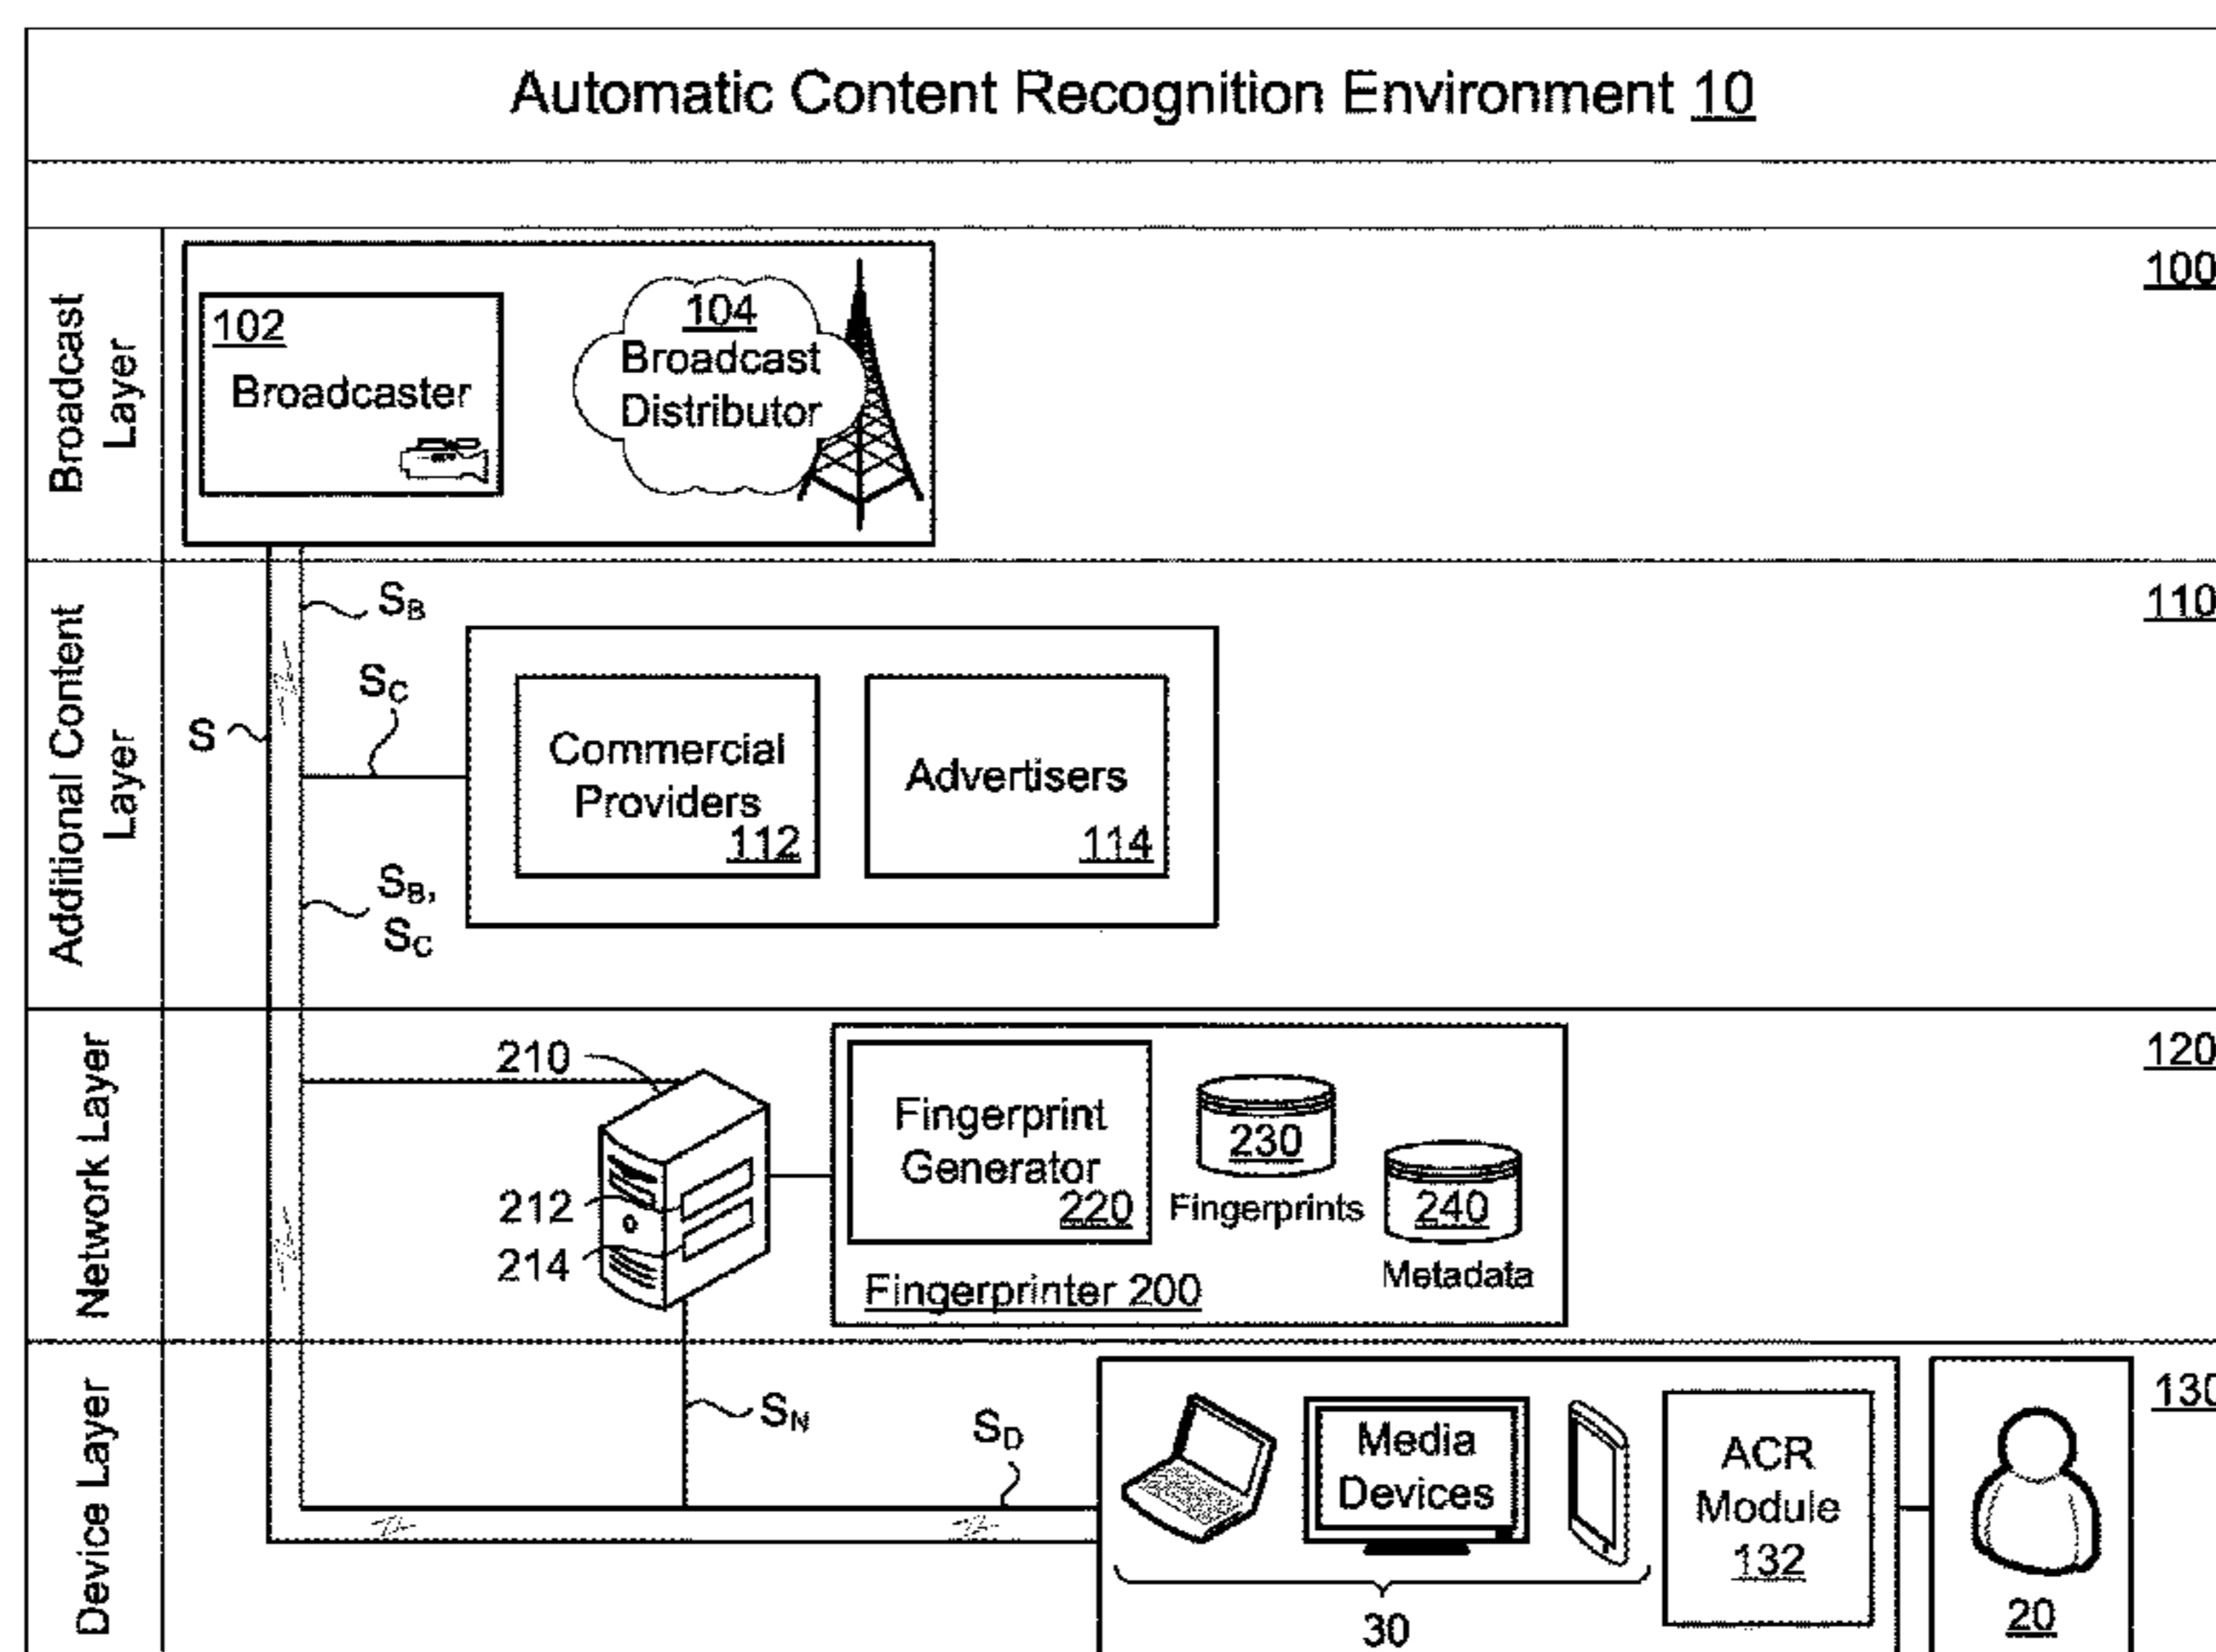 Automatic Content Recognition Environment 10
Broadcast
Layer
100
102
Broadcaster
104
Broadcast
Distributor
Additional Content
Layer
110
SB
SC
S
Commercial
Providers
112
Advertisers
114
SB,
SC
Network Layer
120
210
212
214
Fingerprint
Generator
220
230
Fingerprints
240
Metadata
Fingerprinter 200
Device Layer
130
SN
SD
Media
Devices
30
ACR
Module
132
20